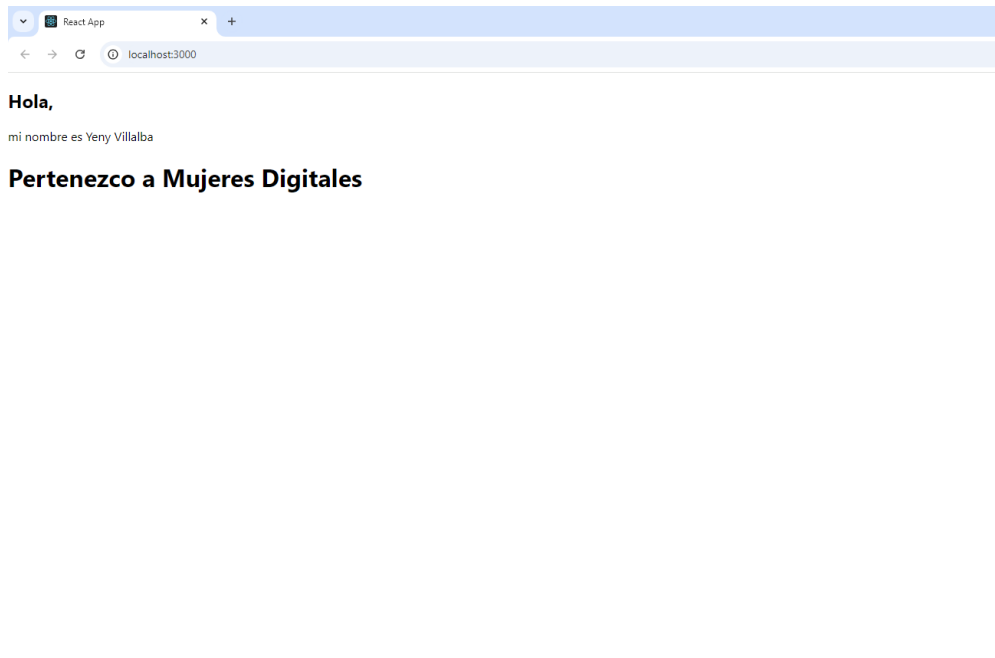 React App
localhost:3000
Hola,
mi nombre es Yeny Villalba
Pertenezco a Mujeres Digitales